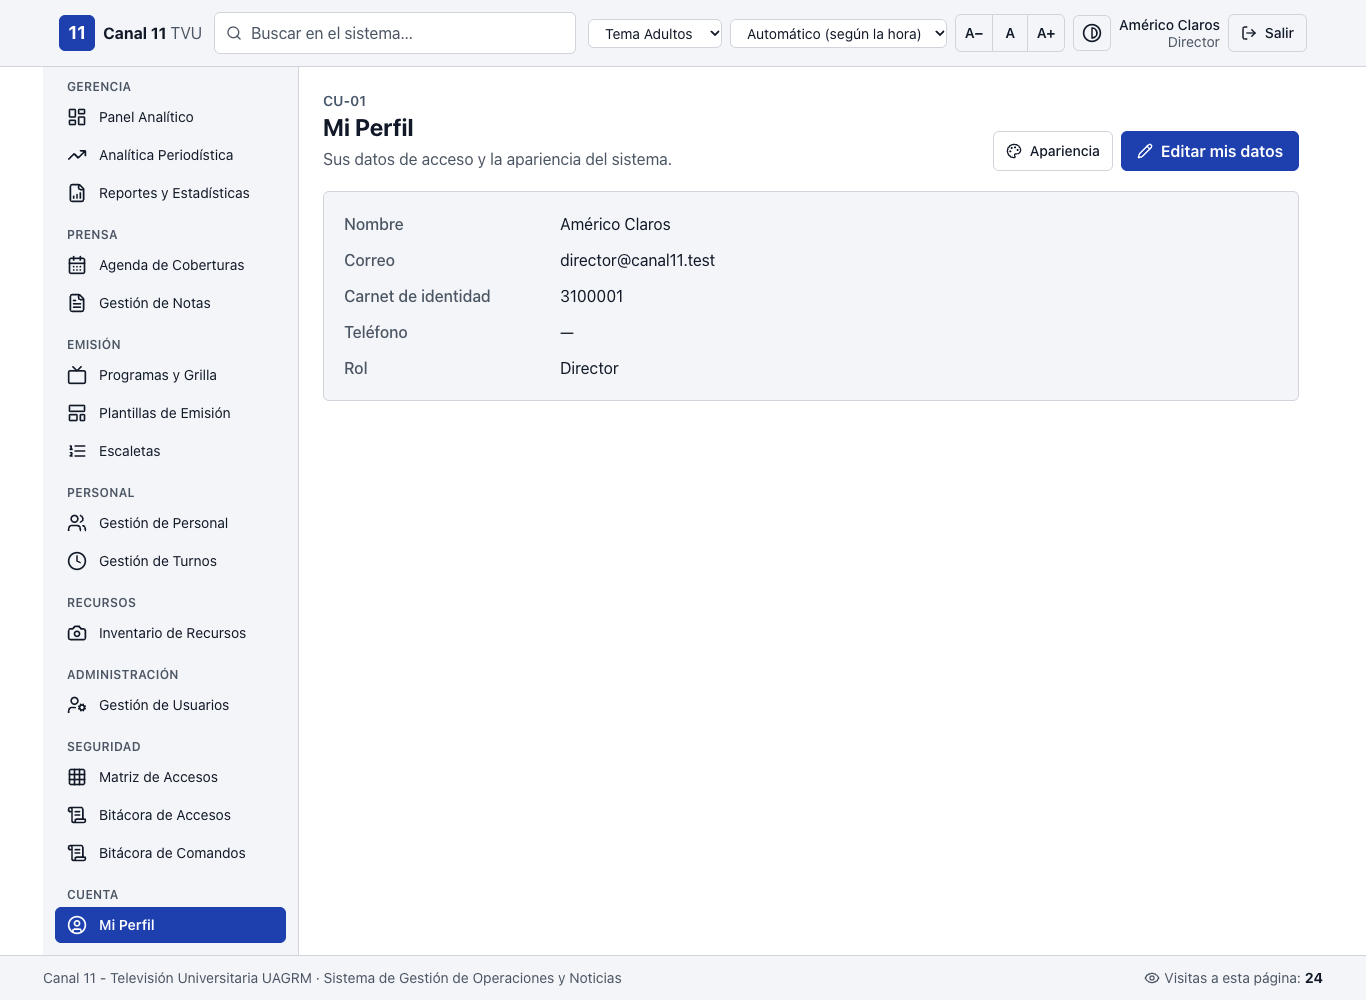 11 Canal 11 TVU
Buscar en el sistema...
Tema Adultos
Automático (según la hora)
A− A A+
Américo Claros
Director
Salir
GERENCIA
Panel Analítico
Analítica Periodística
Reportes y Estadísticas
PRENSA
Agenda de Coberturas
Gestión de Notas
EMISIÓN
Programas y Grilla
Plantillas de Emisión
Escaletas
PERSONAL
Gestión de Personal
Gestión de Turnos
RECURSOS
Inventario de Recursos
ADMINISTRACIÓN
Gestión de Usuarios
SEGURIDAD
Matriz de Accesos
Bitácora de Accesos
Bitácora de Comandos
CUENTA
Mi Perfil
CU-01
Mi Perfil
Sus datos de acceso y la apariencia del sistema.
Apariencia
Editar mis datos
Nombre Américo Claros
Correo director@canal11.test
Carnet de identidad 3100001
Teléfono —
Rol Director
Canal 11 - Televisión Universitaria UAGRM · Sistema de Gestión de Operaciones y Noticias
Visitas a esta página: 24